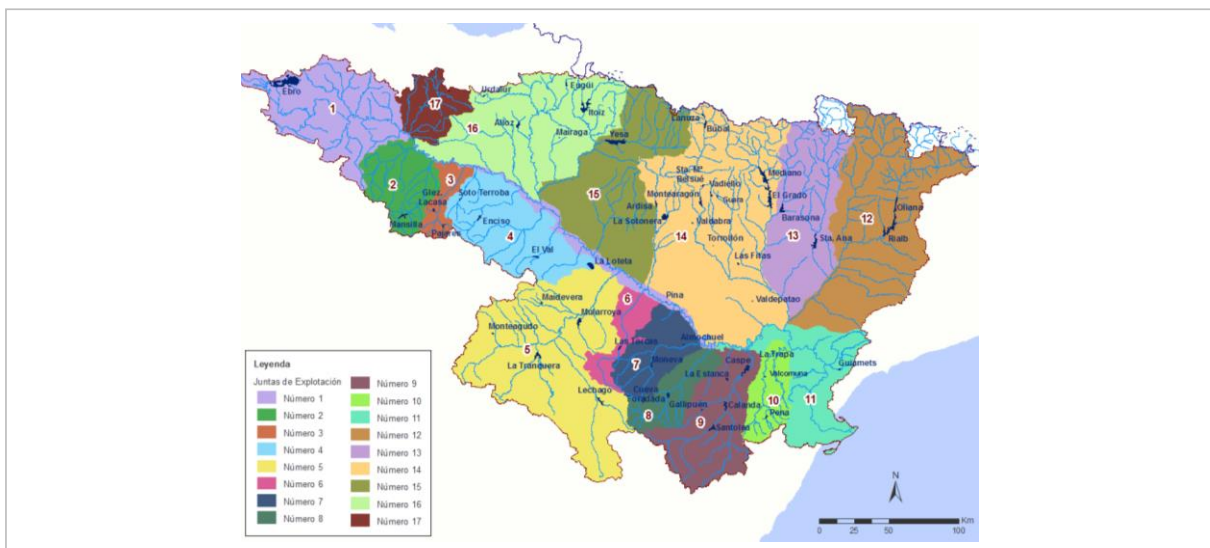 Urdalur
Eugui
Ebro
17
1
Itoiz
16
Alloz
Mairaga
Lanuza
Búbal
Yesa
2
3
Glez.
Lacasa
Soto Terroba
Sta. Mª
Belsué
Mediano
Vadiello
Montearagón
Guara
El Grado
Oliana
15
Ardisa
Mansilla
Pajares
Enciso
La Sotonera
Valdabra
Barasona
12
4
14
Torrollón
13
Sta. Ana
Rialb
El Val
La Loteta
Las Fitas
6
Pina
Valdepatao
Maidevera
Mularroya
Monteagudo
Las Torcas
Almochuel
5
La Tranquera
7
Moneva
Caspe
La Trapa
Guiamets
La Estanca
Valcomuna
Lechago
Cueva
Foradada
Gallipuén
Calanda
10
11
8
9
Pena
Santolea
Leyenda
Juntas de Explotación
Número 1
Número 2
Número 3
Número 4
Número 5
Número 6
Número 7
Número 8
Número 9
Número 10
Número 11
Número 12
Número 13
Número 14
Número 15
Número 16
Número 17
N
Km
0 25 50 100